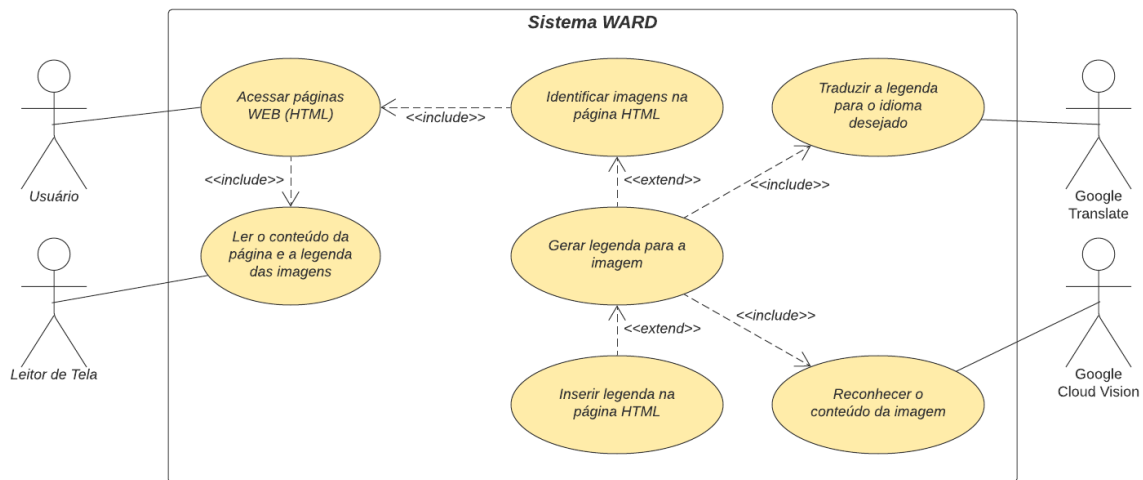 Sistema WARD
Acessar páginas
WEB (HTML)
<<include>>
Identificar imagens na
página HTML
Traduzir a legenda
para o idioma
desejado
Usuário
<<include>>
<<extend>>
<<include>>
Google
Translate
Ler o conteúdo da
página e a legenda
das imagens
Gerar legenda para a
imagem
Leitor de Tela
<<extend>>
<<include>>
Google
Cloud Vision
Inserir legenda na
página HTML
Reconhecer o
conteúdo da imagem